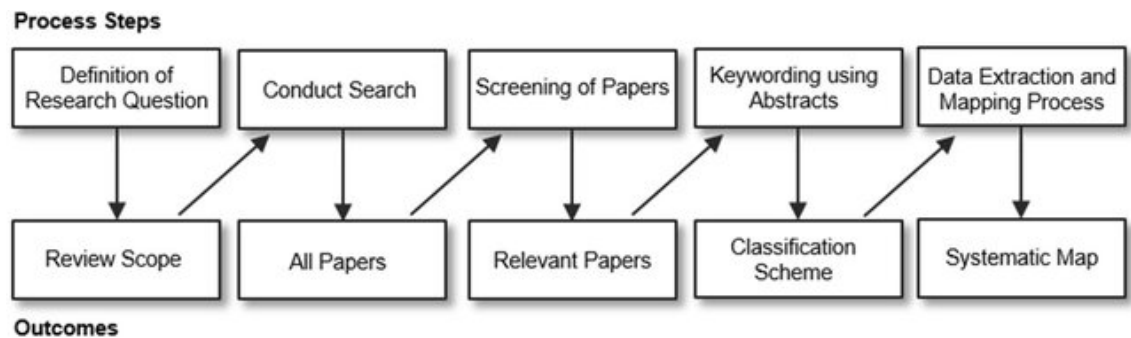 Process Steps
Definition of
Research Question
Conduct Search
Screening of Papers
Keywording using
Abstracts
Data Extraction and
Mapping Process
Review Scope
All Papers
Relevant Papers
Classification
Scheme
Systematic Map
Outcomes